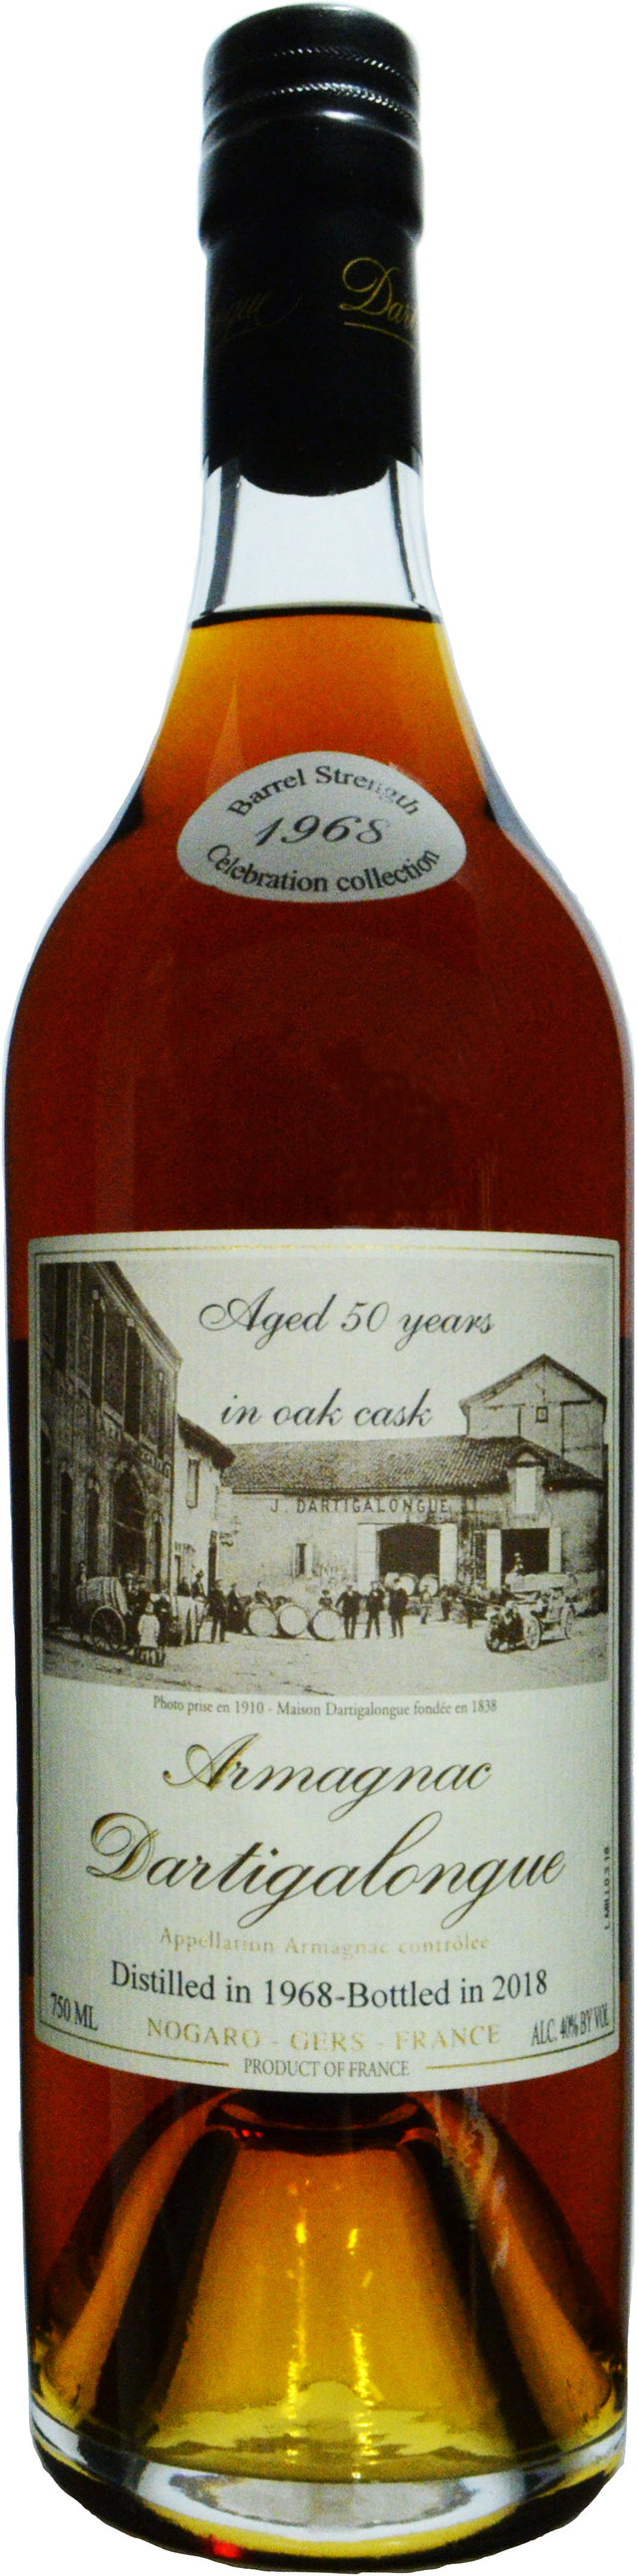 Dart
Barrel Strength
1968
Celebration collection
Aged 50 years
in oak cask
J. DARTIGALONGUE
Photo prise en 1910 - Maison Dartigalongue fondée en 1838
Armagnac
Dartigalongue
Appellation Armagnac contrôlée
Distilled in 1968-Bottled in 2018
750 ML
NOGARO - GERS - FRANCE
ALC. 40% BY VOL
PRODUCT OF FRANCE